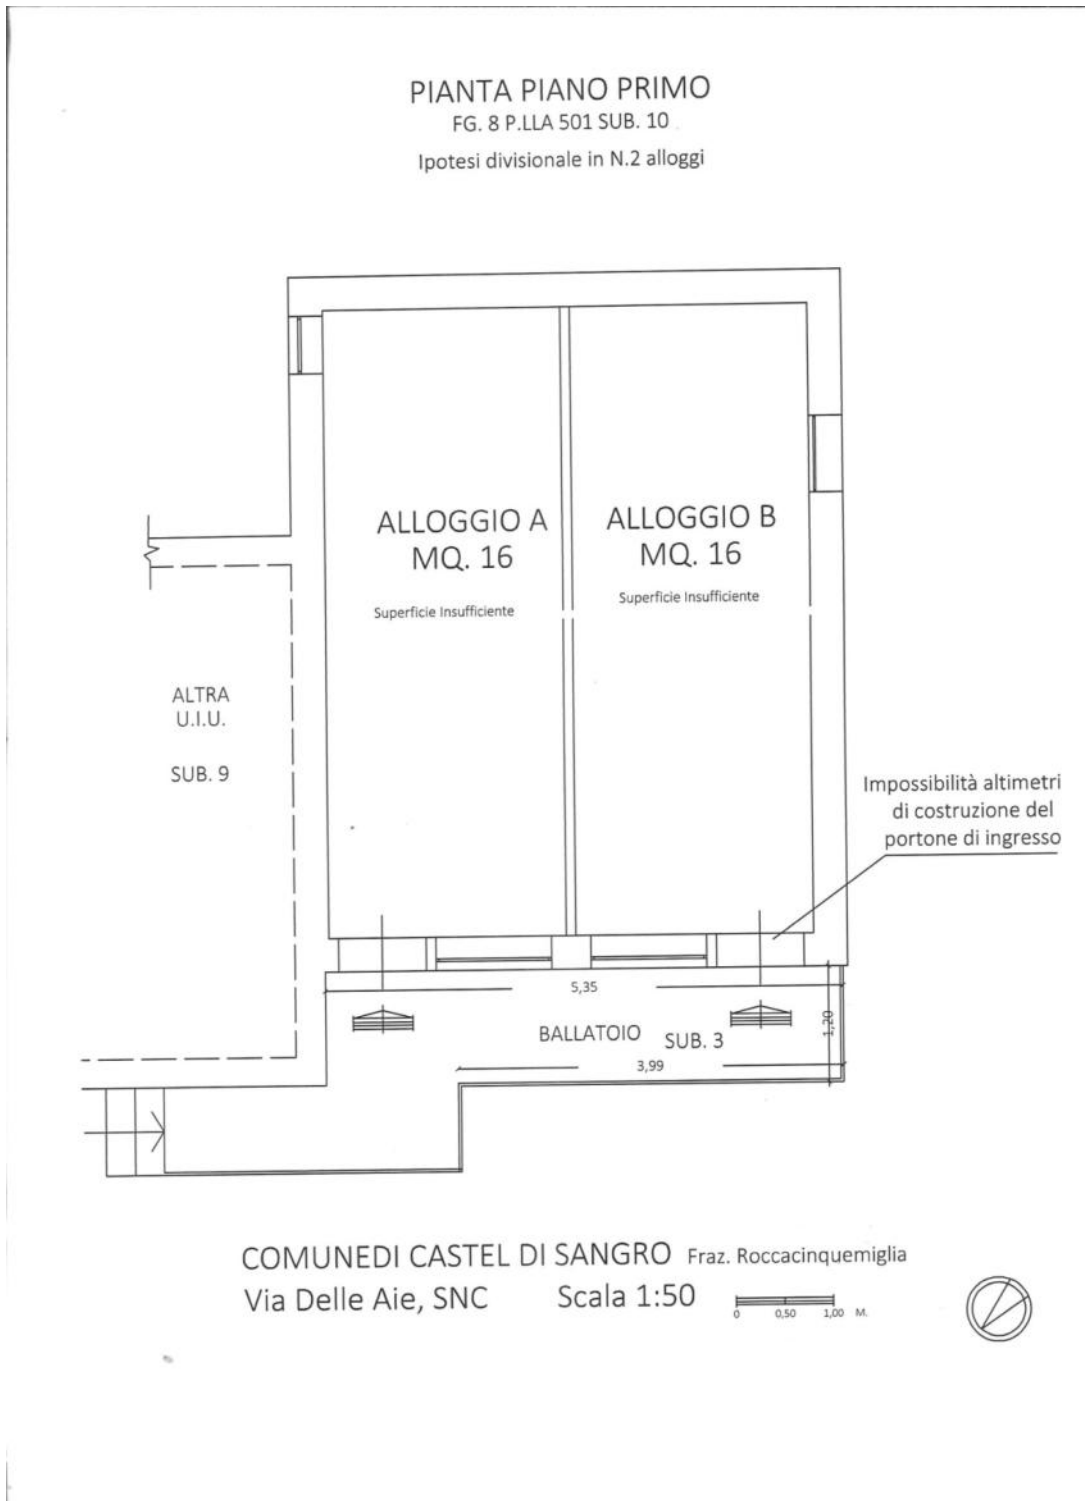 PIANTA PIANO PRIMO
FG. 8 P.LLA 501 SUB. 10
Ipotesi divisionale in N.2 alloggi
ALLOGGIO A
MQ. 16
Superficie Insufficiente
ALLOGGIO B
MQ. 16
Superficie Insufficiente
ALTRA
U.I.U.
SUB. 9
Impossibilità altimetri
di costruzione del
portone di ingresso
5,35
BALLATOIO SUB. 3
1,20
3,99
COMUNEDI CASTEL DI SANGRO Fraz. Roccacinquemiglia
Via Delle Aie, SNC Scala 1:50
0 0,50 1,00 M.